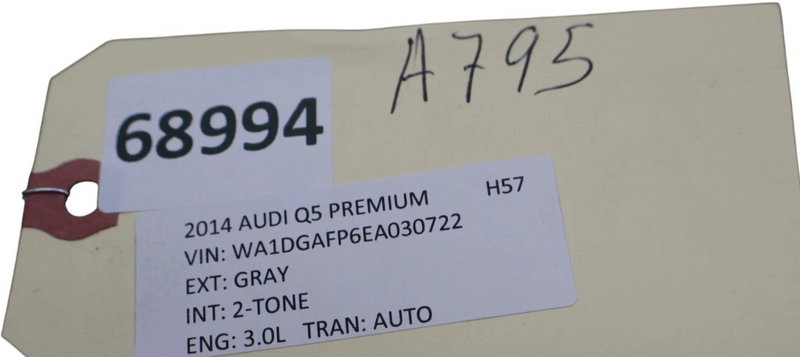 A795
68994
2014 AUDI Q5 PREMIUM H57
VIN: WA1DGAFP6EA030722
EXT: GRAY
INT: 2-TONE
ENG: 3.0L TRAN: AUTO